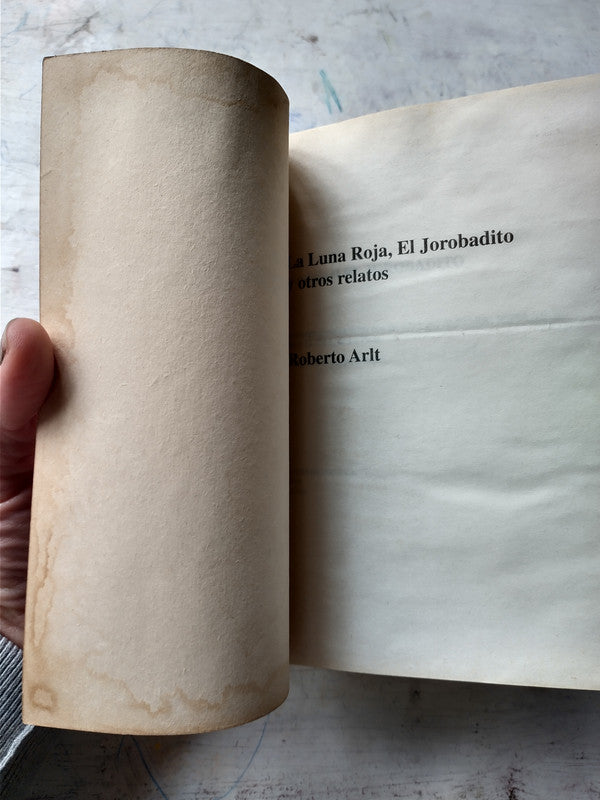 La Luna Roja, El Jorobadito
y otros relatos
Roberto Arlt